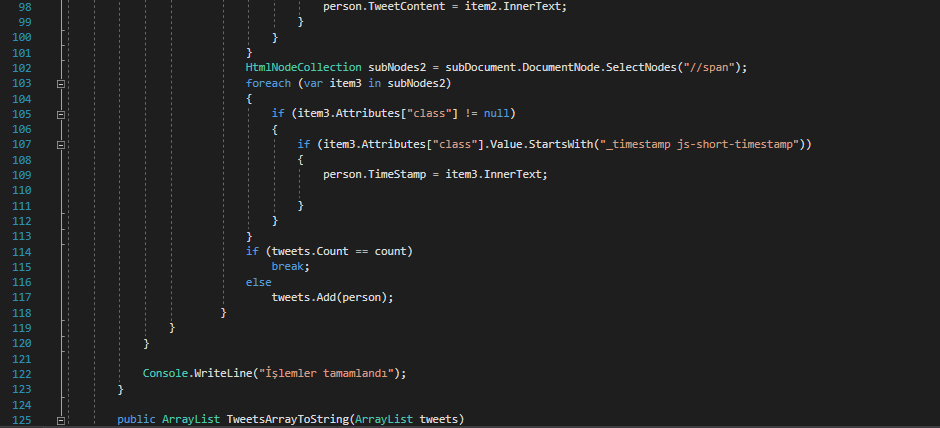 98 person.TweetContent = item2.InnerText;
99 }
100 }
101 }
102 HtmlNodeCollection subNodes2 = subDocument.DocumentNode.SelectNodes("//span");
103 foreach (var item3 in subNodes2)
104 {
105 if (item3.Attributes["class"] != null)
106 {
107 if (item3.Attributes["class"].Value.StartsWith("_timestamp js-short-timestamp"))
108 {
109 person.TimeStamp = item3.InnerText;
110
111 }
112 }
113 }
114 if (tweets.Count == count)
115 break;
116 else
117 tweets.Add(person);
118 }
119 }
120 }
121
122 Console.WriteLine("İşlemler tamamlandı");
123 }
124
125 public ArrayList TweetsArrayToString(ArrayList tweets)